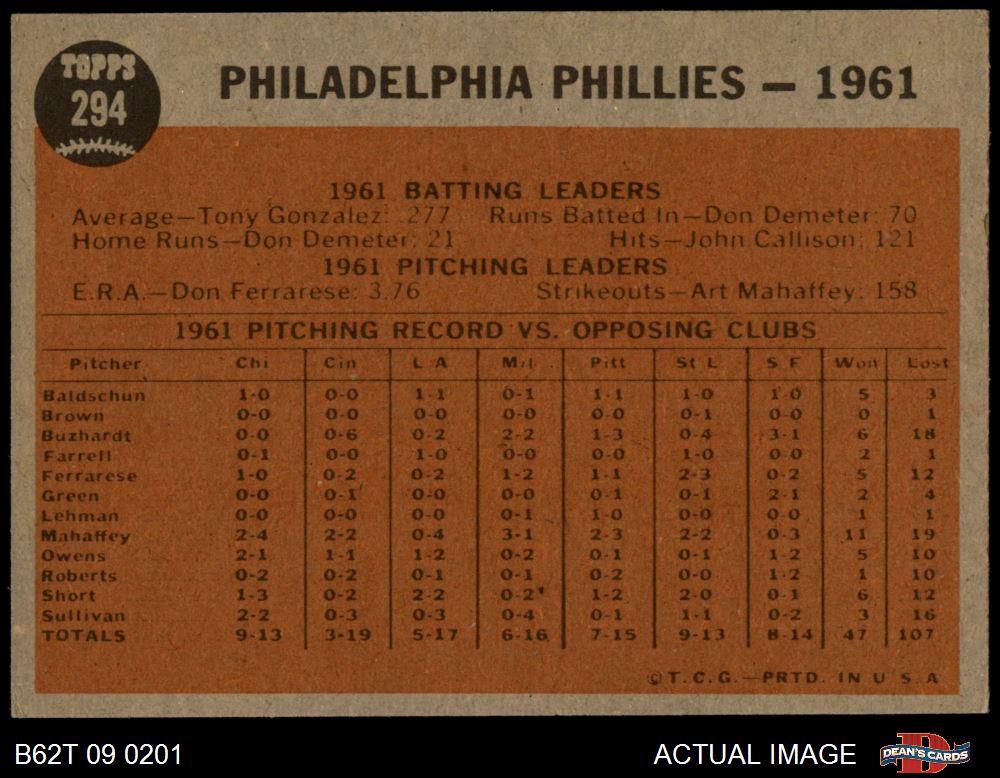 TOPPS
294
PHILADELPHIA PHILLIES — 1961
1961 BATTING LEADERS
Average—Tony Gonzalez: .277 Runs Batted In—Don Demeter: 70
Home Runs—Don Demeter: 21 Hits—John Callison: 121
1961 PITCHING LEADERS
E.R.A.—Don Ferrarese: 3.76 Strikeouts—Art Mahaffey: 158
1961 PITCHING RECORD VS. OPPOSING CLUBS
Pitcher Chi Cin L A Mil Pitt St L S F Won Lost
Baldschun 1-0 0-0 1-1 0-1 1-1 1-0 1-0 5 3
Brown 0-0 0-0 0-0 0-0 0-0 0-1 0-0 0 1
Buzhardt 0-0 0-6 0-2 2-2 1-3 0-4 3-1 6 18
Farrell 0-1 0-0 1-0 0-0 0-0 1-0 0-0 2 1
Ferrarese 1-0 0-2 0-2 1-2 1-1 2-3 0-2 5 12
Green 0-0 0-1 0-0 0-0 0-1 0-1 2-1 2 4
Lehman 0-0 0-0 0-0 0-1 1-0 0-0 0-0 1 1
Mahaffey 2-4 2-2 0-4 3-1 2-3 2-2 0-3 11 19
Owens 2-1 1-1 1-2 0-2 0-1 0-1 1-2 5 10
Roberts 0-2 0-2 0-1 0-1 0-2 0-0 1-2 1 10
Short 1-3 0-2 2-2 0-2 1-2 2-0 0-1 6 12
Sullivan 2-2 0-3 0-3 0-4 0-1 1-1 0-2 3 16
TOTALS 9-13 3-19 5-17 6-16 7-15 9-13 8-14 47 107
© T.C.G.—PRTD. IN U S A
B62T 09 0201 ACTUAL IMAGE DEAN'S CARDS